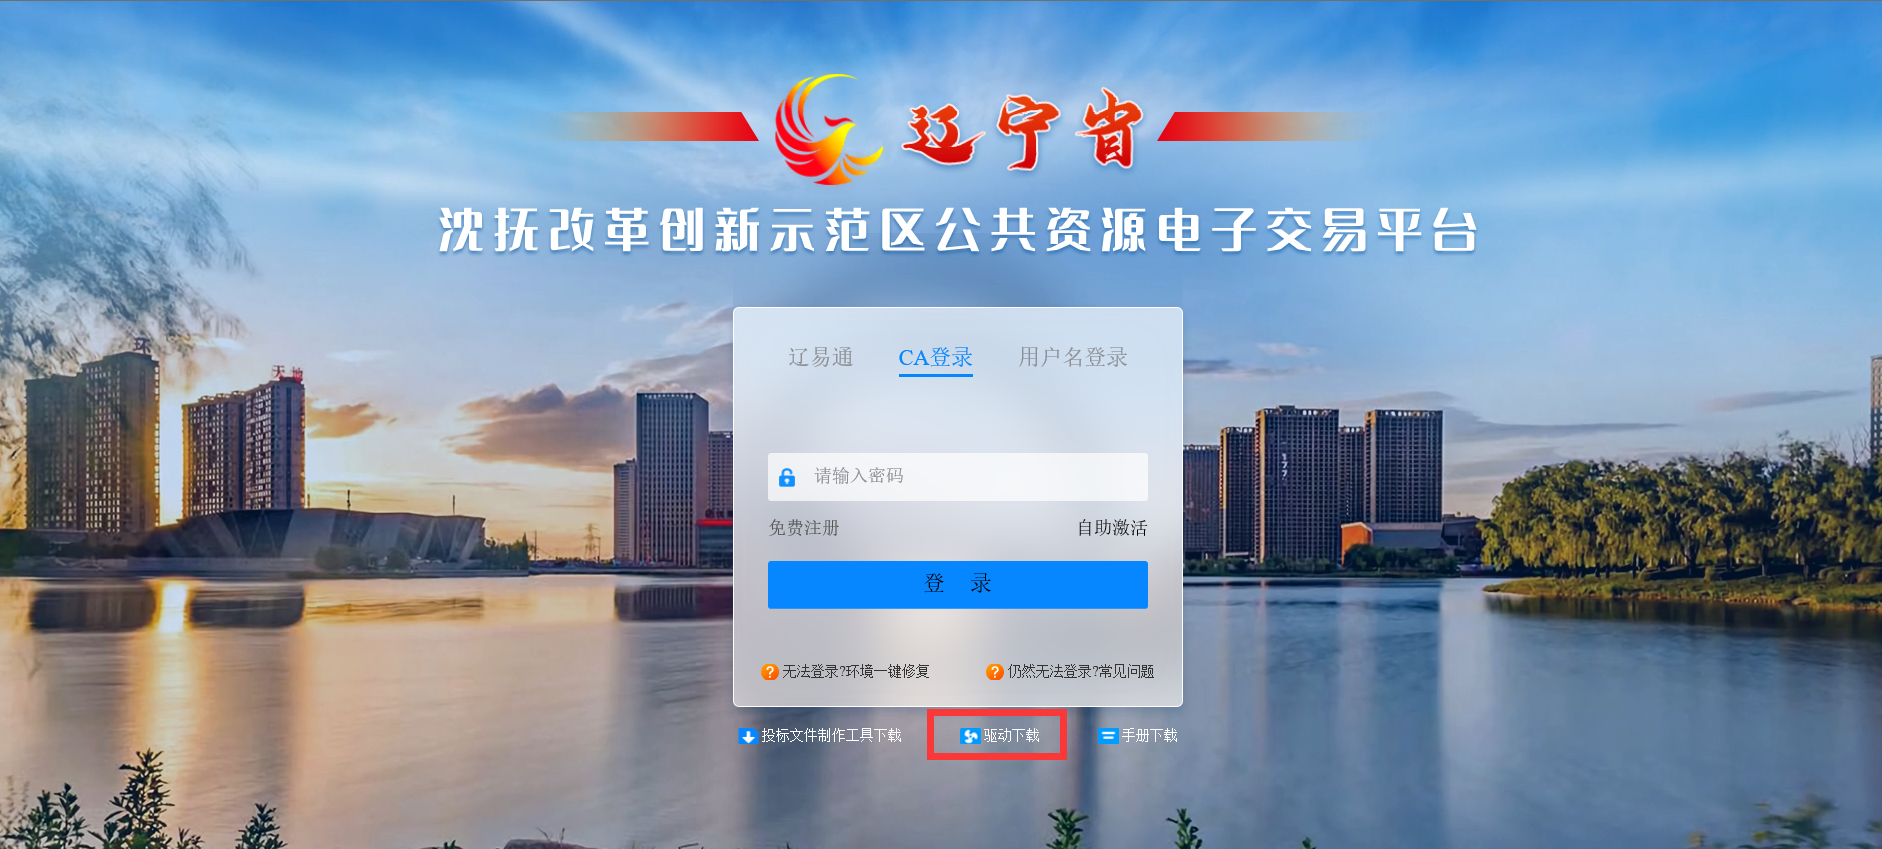 辽宁省
沈抚改革创新示范区公共资源电子交易平台
辽易通 CA登录 用户名登录
请输入密码
免费注册 自助激活
登 录
无法登录?环境一键修复 仍然无法登录?常见问题
投标文件制作工具下载 驱动下载 手册下载